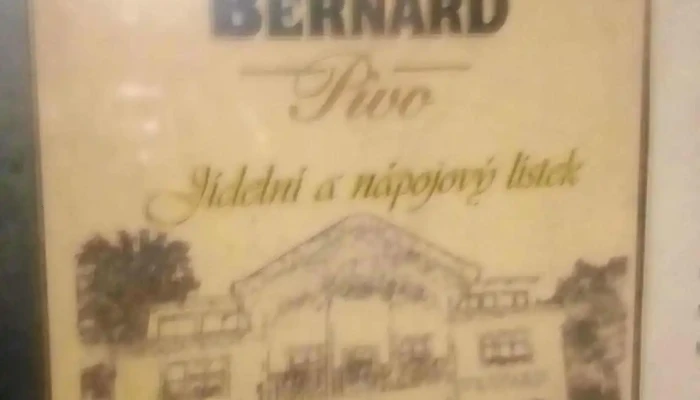 BERNARD
Pivo
Jídelní a nápojový lístek